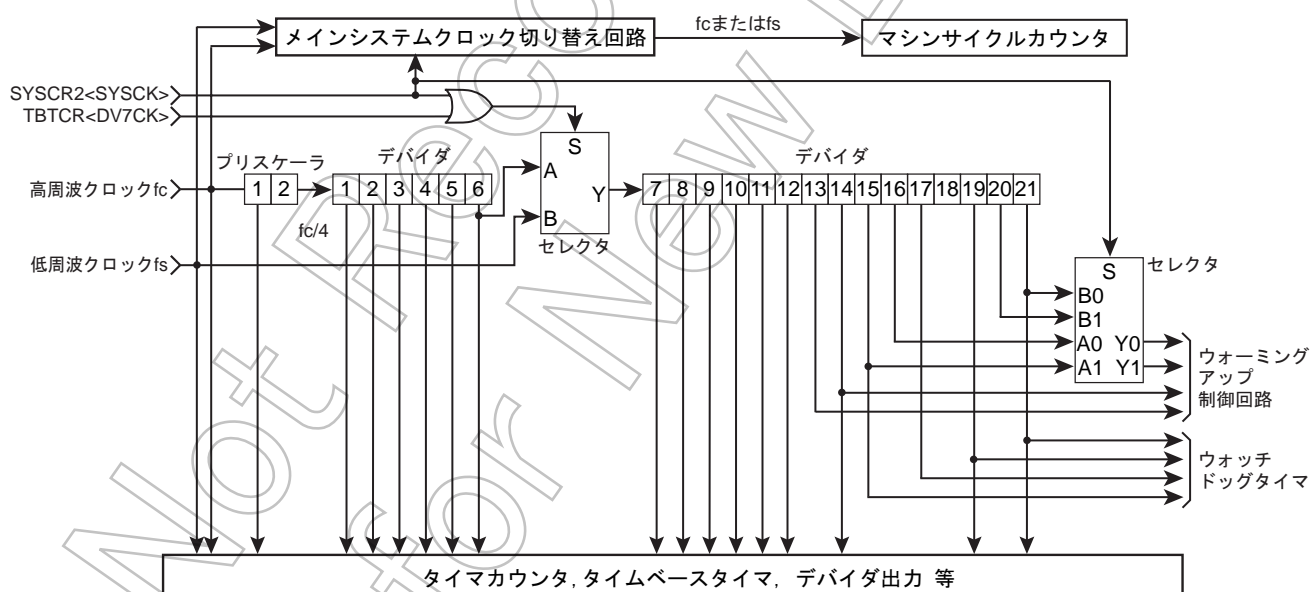 メインシステムクロック切り替え回路
fcまたはfs
マシンサイクルカウンタ
SYSCR2<SYSCK>
TBTCR<DV7CK>
プリスケーラ
デバイダ
S
デバイダ
高周波クロックfc
1 2
1 2 3 4 5 6
A
Y
7 8 9 10 11 12 13 14 15 16 17 18 19 20 21
B
fc/4
セレクタ
低周波クロックfs
S
セレクタ
B0
B1
A0 Y0
A1 Y1
ウォーミング
アップ
制御回路
ウォッチ
ドッグタイマ
タイマカウンタ, タイムベースタイマ, デバイダ出力 等
Not Reco
for New